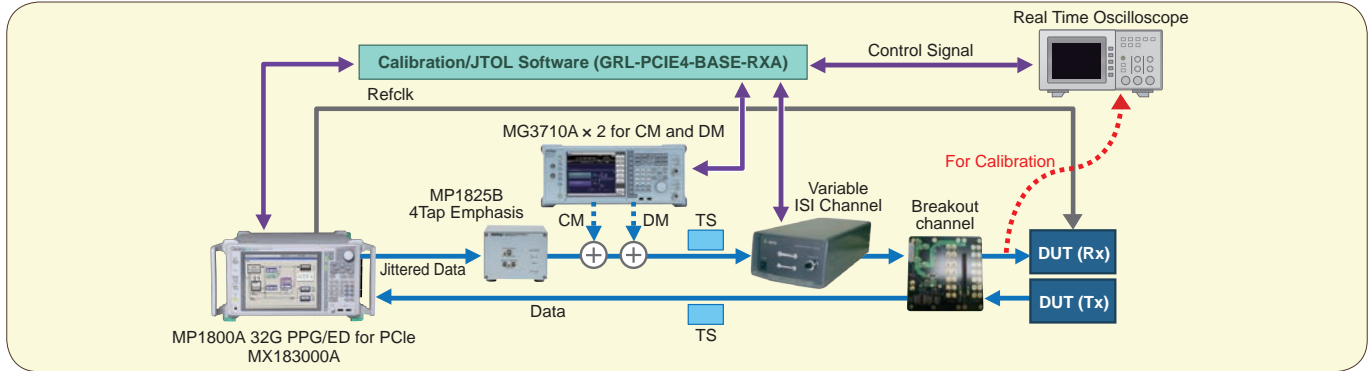 Real Time Oscilloscope
Calibration/JTOL Software (GRL-PCIE4-BASE-RXA)
Control Signal
Refclk
MG3710A × 2 for CM and DM
For Calibration
MP1825B
4Tap Emphasis
Variable
ISI Channel
Breakout
channel
CM
DM
TS
Jittered Data
DUT (Rx)
DUT (Tx)
Data
TS
MP1800A 32G PPG/ED for PCIe
MX183000A